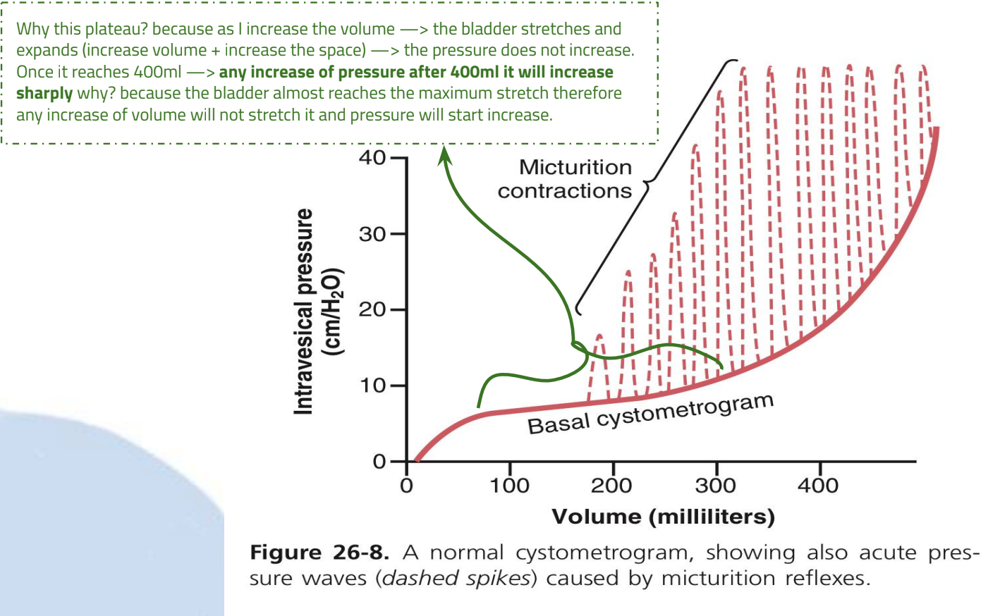 Why this plateau? because as I increase the volume —> the bladder stretches and
expands (increase volume + increase the space) —> the pressure does not increase.
Once it reaches 400ml —> any increase of pressure after 400ml it will increase
sharply why? because the bladder almost reaches the maximum stretch therefore
any increase of volume will not stretch it and pressure will start increase.
Micturition
contractions
Intravesical pressure
(cm/H₂O)
40
30
20
10
0
Basal cystometrogram
0 100 200 300 400
Volume (milliliters)
Figure 26-8. A normal cystometrogram, showing also acute pres-
sure waves (dashed spikes) caused by micturition reflexes.